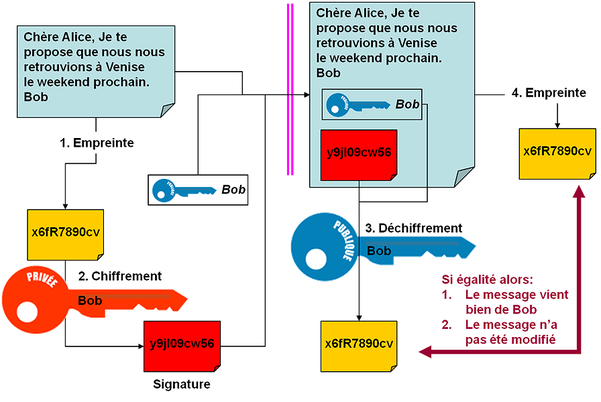 Chère Alice, Je te
propose que nous nous
retrouvions à Venise
le weekend prochain.
Bob
1. Empreinte
x6fR7890cv
PRIVÉE
2. Chiffrement
Bob
y9jl09cw56
Signature
Bob
Chère Alice, Je te
propose que nous nous
retrouvions à Venise
le weekend prochain.
Bob
Bob
y9jl09cw56
3. Déchiffrement
PUBLIQUE
Bob
x6fR7890cv
4. Empreinte
x6fR7890cv
Si égalité alors:
1. Le message vient
bien de Bob
2. Le message n'a
pas été modifié